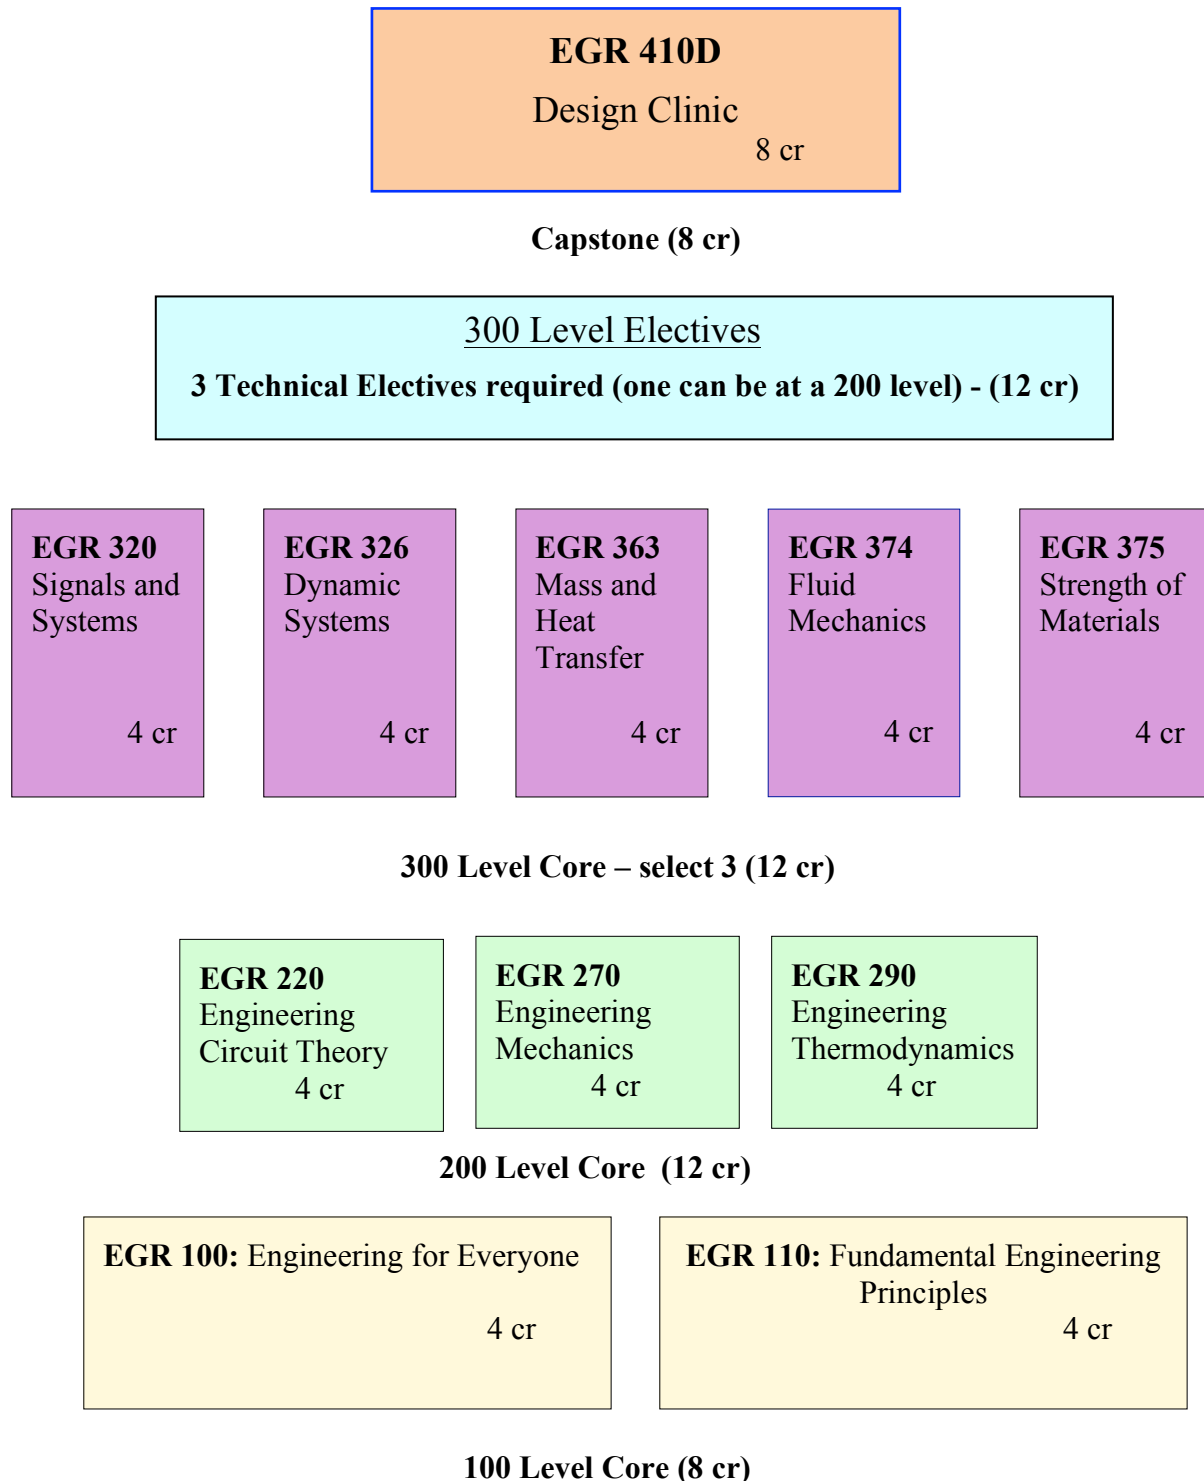 EGR 410D
Design Clinic
8 cr
Capstone (8 cr)
300 Level Electives
3 Technical Electives required (one can be at a 200 level) - (12 cr)
EGR 320
Signals and
Systems
4 cr
EGR 326
Dynamic
Systems
4 cr
EGR 363
Mass and
Heat
Transfer
4 cr
EGR 374
Fluid
Mechanics
4 cr
EGR 375
Strength of
Materials
4 cr
300 Level Core – select 3 (12 cr)
EGR 220
Engineering
Circuit Theory
4 cr
EGR 270
Engineering
Mechanics
4 cr
EGR 290
Engineering
Thermodynamics
4 cr
200 Level Core (12 cr)
EGR 100: Engineering for Everyone
4 cr
EGR 110: Fundamental Engineering
Principles
4 cr
100 Level Core (8 cr)